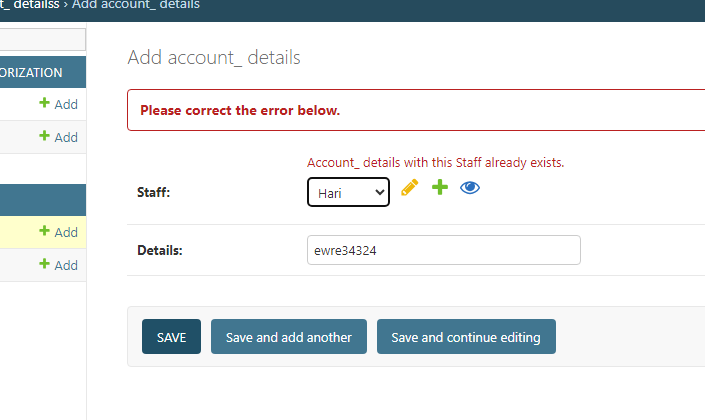 t_ detailss › Add account_ details
Add account_ details
ORIZATION
Please correct the error below.
+ Add
+ Add
Account_ details with this Staff already exists.
Staff:
Hari
+ Add
Details:
ewre34324
+ Add
SAVE
Save and add another
Save and continue editing